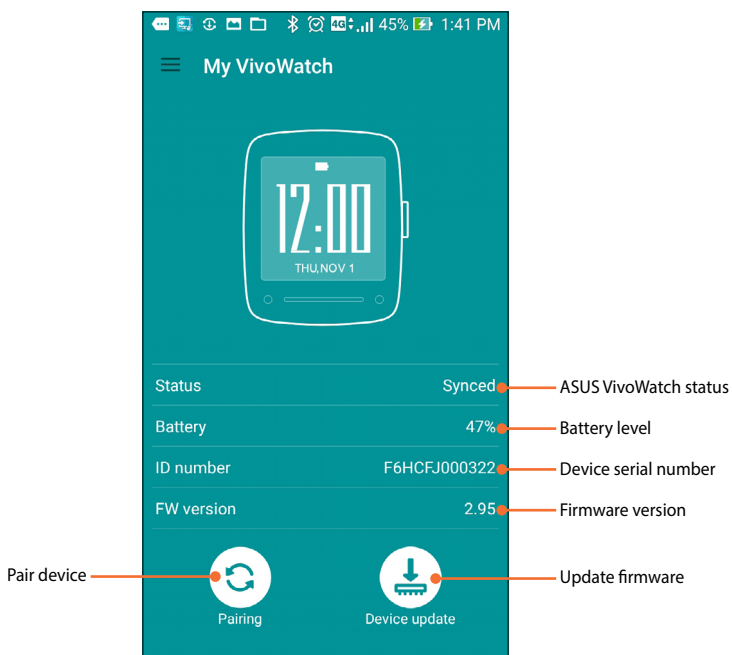 4G 45% 1:41 PM
My VivoWatch
12:00
THU,NOV 1
Status Synced ASUS VivoWatch status
Battery 47% Battery level
ID number F6HCFJ000322 Device serial number
FW version 2.95 Firmware version
Pair device Update firmware
Pairing Device update